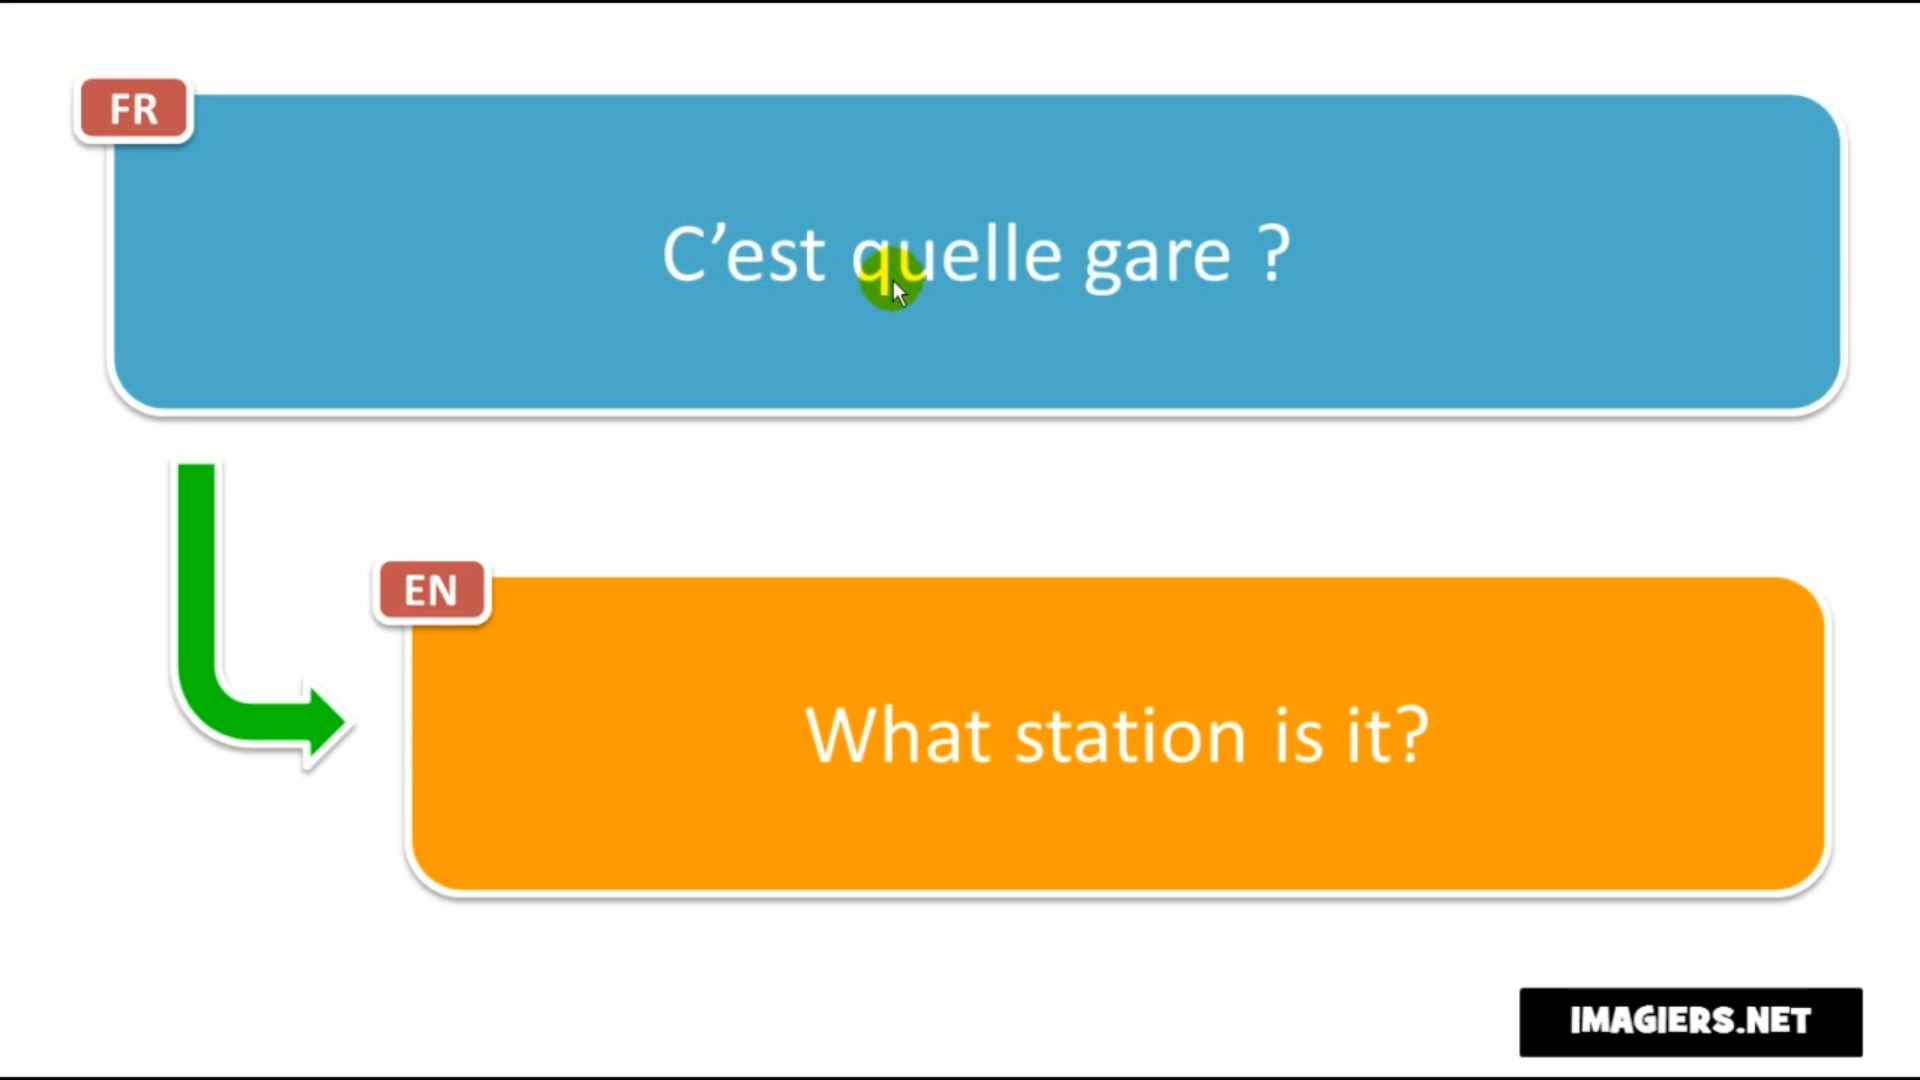 FR
C’est quelle gare ?
EN
What station is it?
IMAGIERS.NET